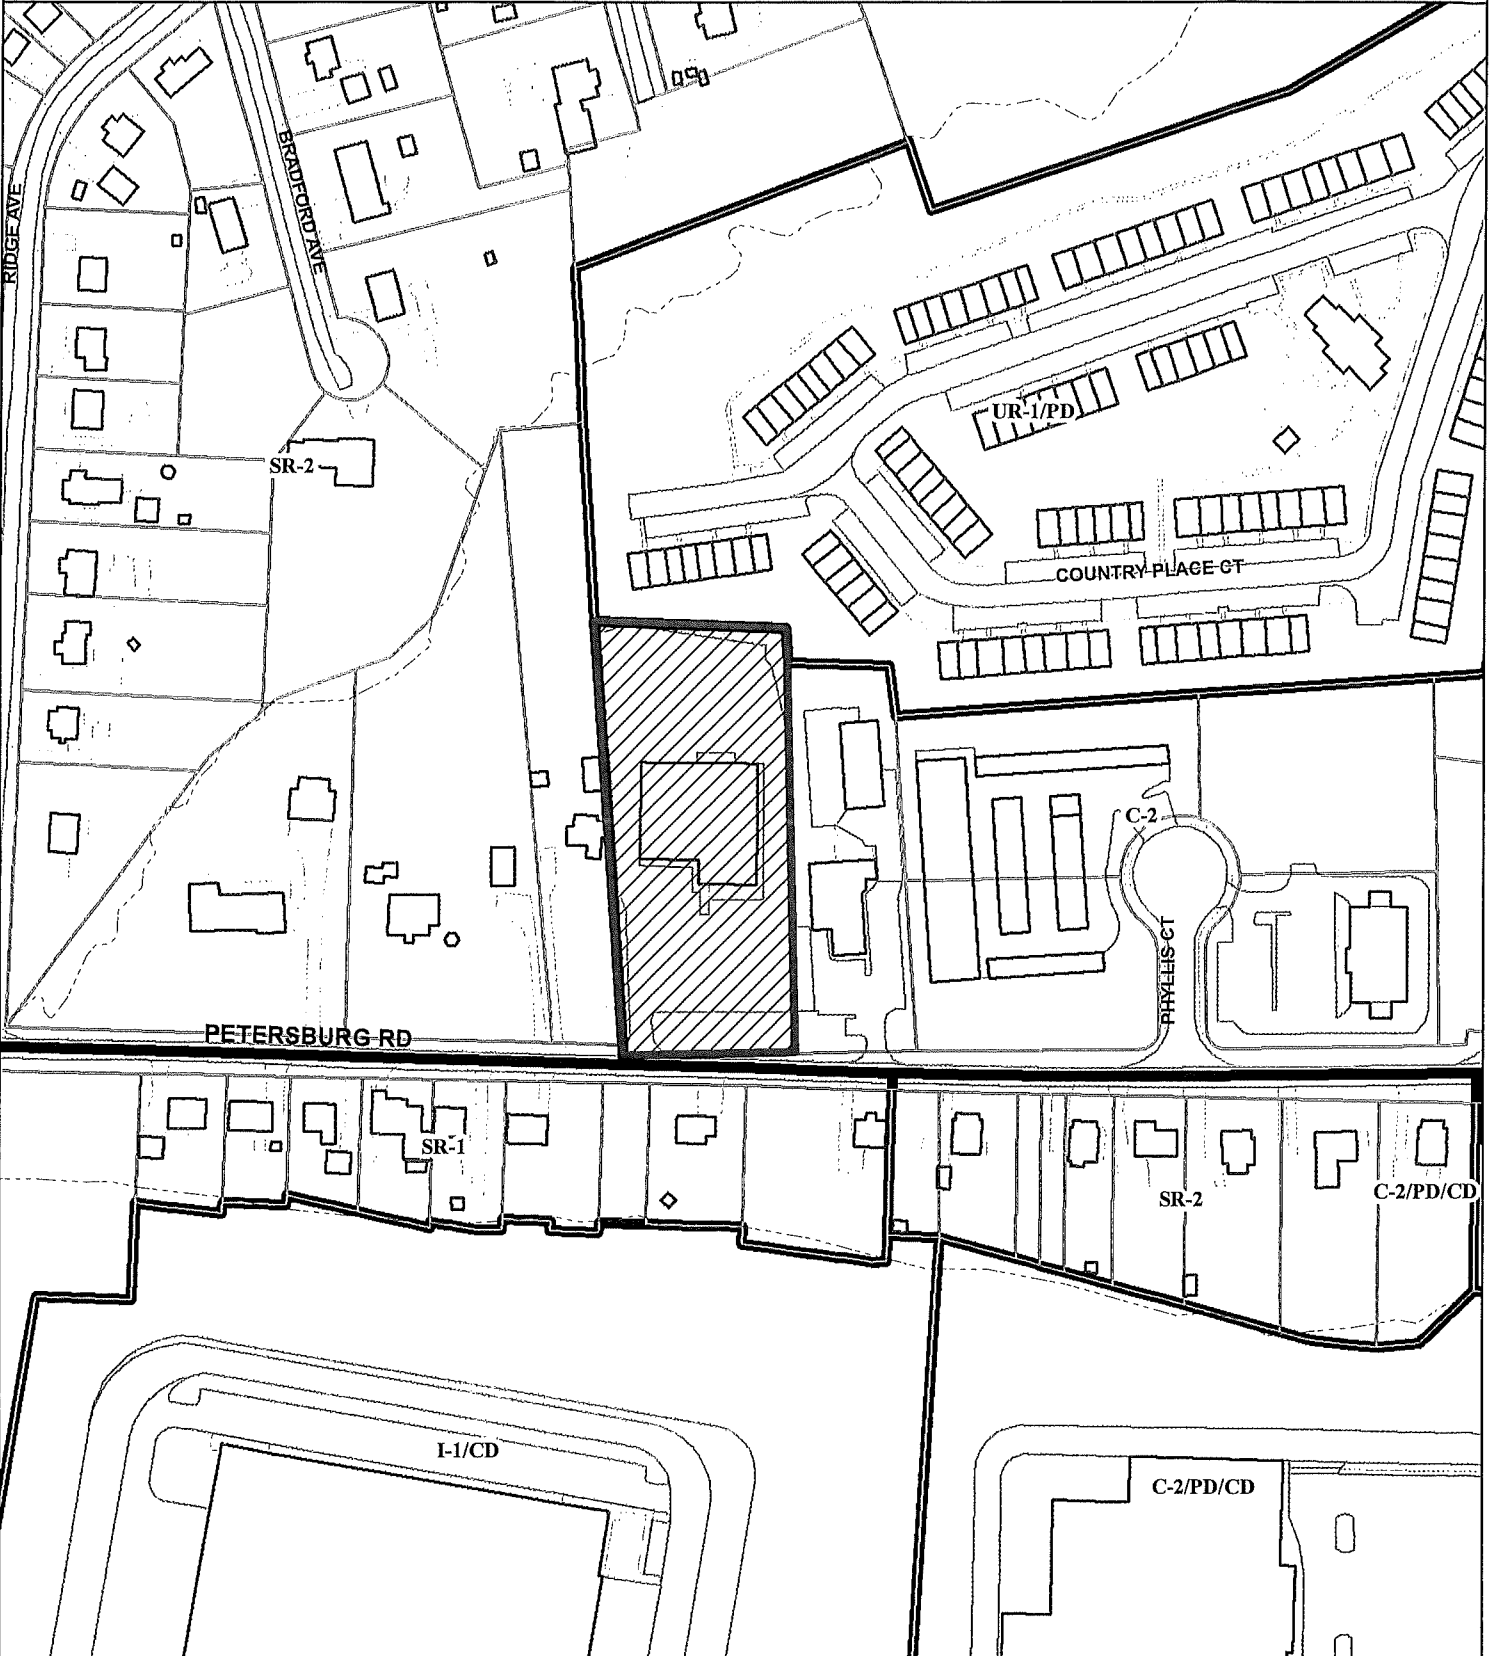 BRADFORD AVE
RIDGE AVE
UR-1/PD
SR-2
COUNTRY PLACE CT
C-2
PHYLLIS CT
PETERSBURG RD
SR-1
SR-2
C-2/PD/CD
I-1/CD
C-2/PD/CD